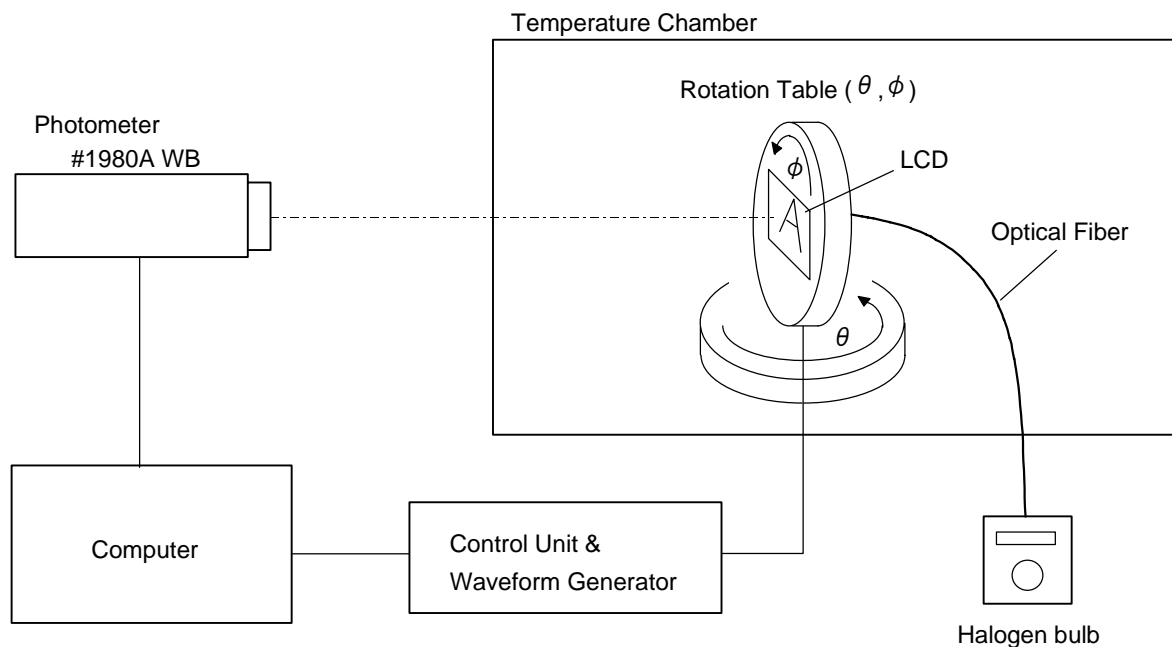 Temperature Chamber
Rotation Table ( θ , φ )
Photometer
#1980A WB
φ
LCD
A
Optical Fiber
θ
Computer
Control Unit &
Waveform Generator
Halogen bulb